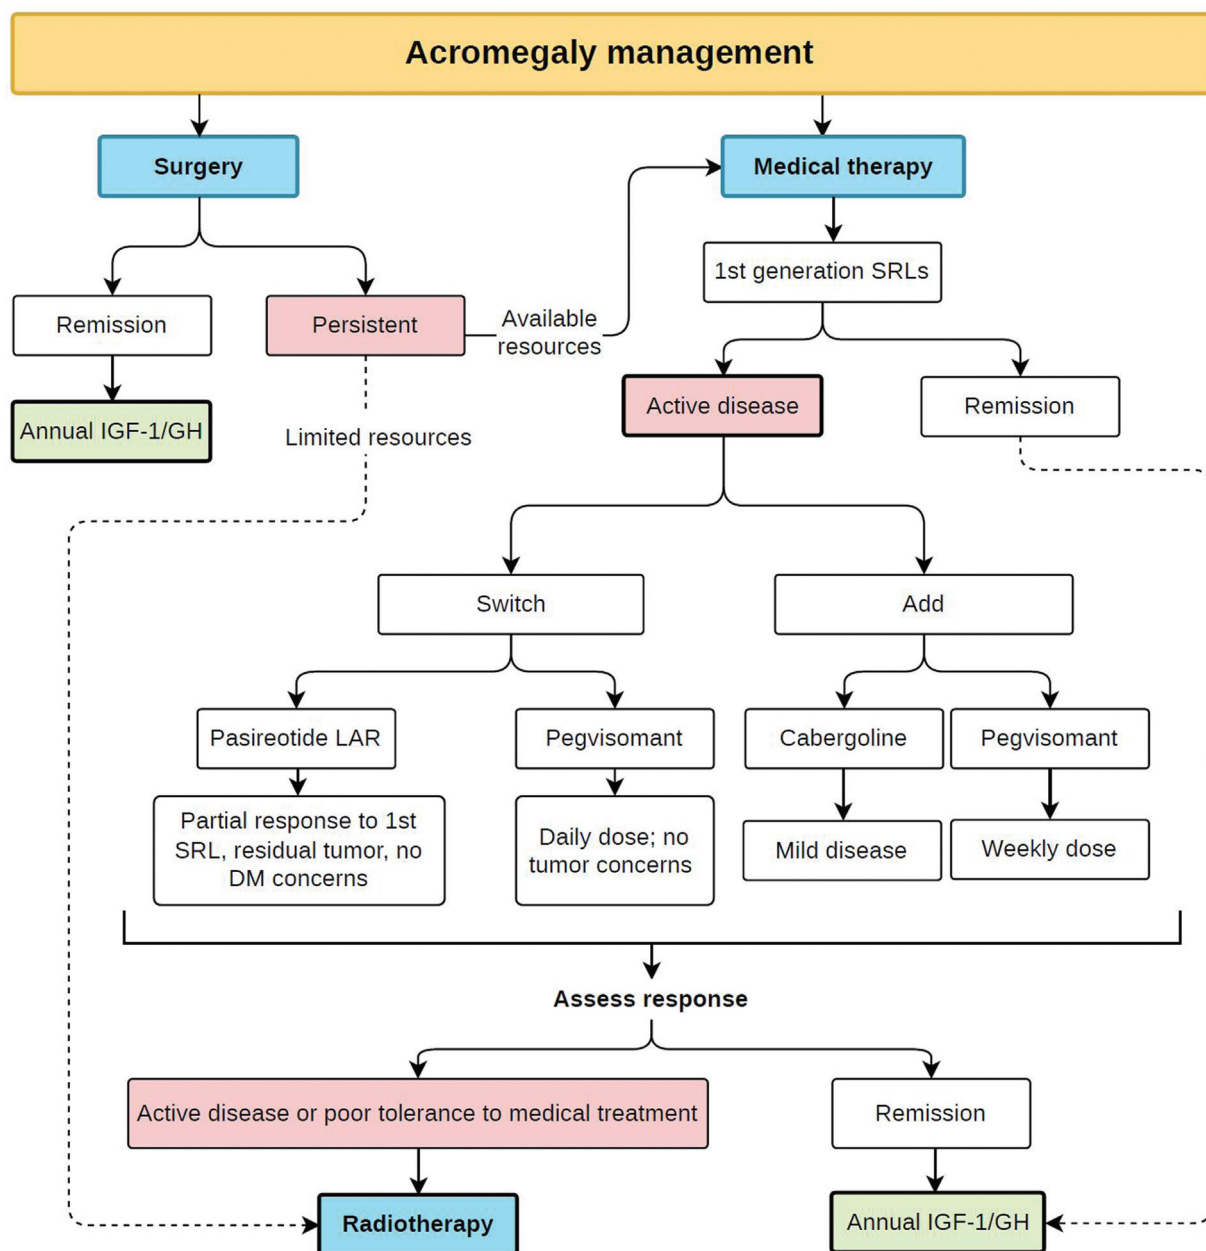 Acromegaly management
Surgery
Medical therapy
1st generation SRLs
Remission
Persistent
Available
resources
Active disease
Remission
Annual IGF-1/GH
Limited resources
Switch
Add
Pasireotide LAR
Pegvisomant
Cabergoline
Pegvisomant
Partial response to 1st
SRL, residual tumor, no
DM concerns
Daily dose; no
tumor concerns
Mild disease
Weekly dose
Assess response
Active disease or poor tolerance to medical treatment
Remission
Radiotherapy
Annual IGF-1/GH